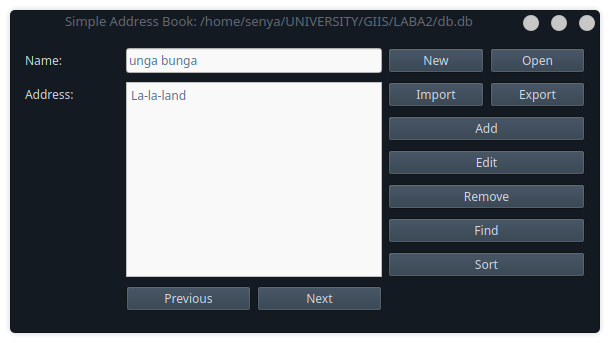 Simple Address Book: /home/senya/UNIVERSITY/GIIS/LABA2/db.db
Name: unga bunga New Open
Address: La-la-land Import Export
Add
Edit
Remove
Find
Sort
Previous Next